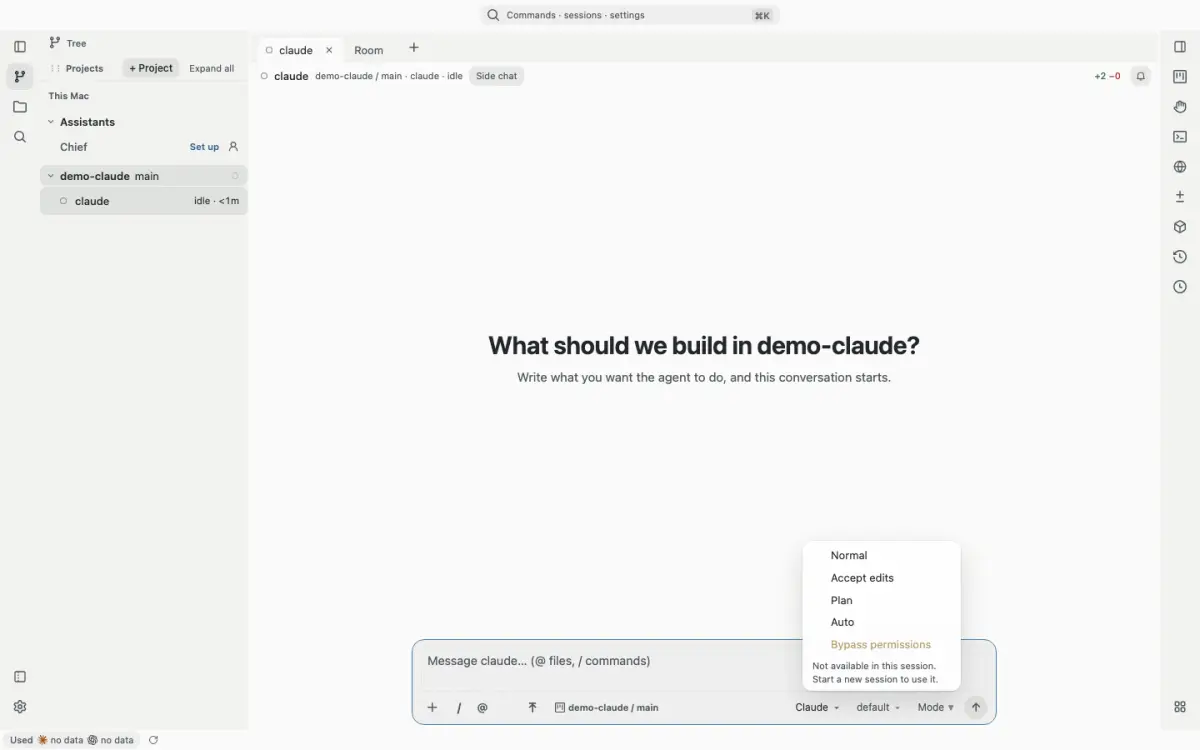 Commands · sessions · settings ⌘K
Tree
Projects + Project Expand all
This Mac
Assistants
Chief Set up
demo-claude main
claude idle · <1m
claude × Room +
claude demo-claude / main · claude · idle Side chat +2 −0
What should we build in demo-claude?
Write what you want the agent to do, and this conversation starts.
Normal
Accept edits
Plan
Auto
Bypass permissions
Not available in this session.
Start a new session to use it.
Message claude... (@ files, / commands)
+ / @ demo-claude / main Claude default Mode
Used no data no data